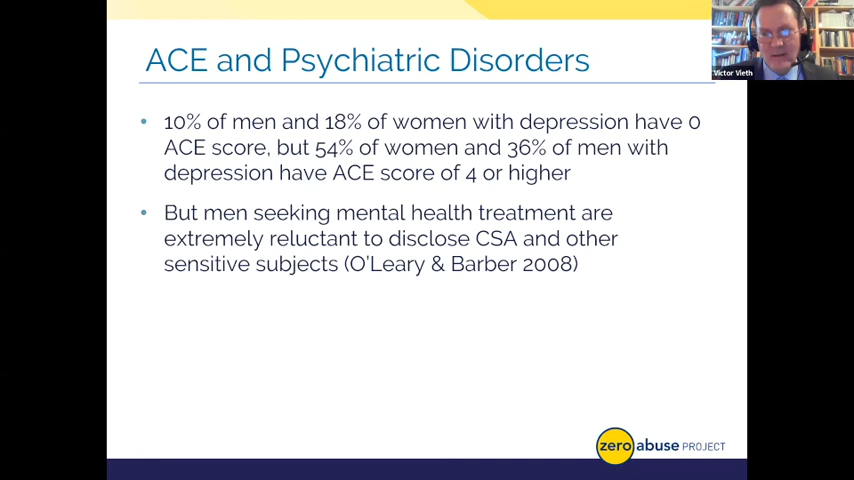 ACE and Psychiatric Disorders
Victor Vieth
• 10% of men and 18% of women with depression have 0
ACE score, but 54% of women and 36% of men with
depression have ACE score of 4 or higher
• But men seeking mental health treatment are
extremely reluctant to disclose CSA and other
sensitive subjects (O'Leary & Barber 2008)
zero abuse PROJECT